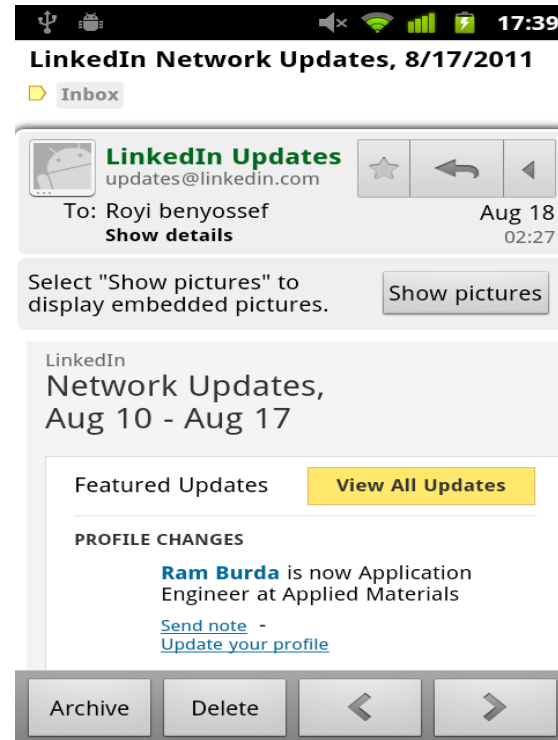 17:39
LinkedIn Network Updates, 8/17/2011
Inbox
LinkedIn Updates
updates@linkedin.com
To: Royi benyossef
Aug 18
Show details
02:27
Select "Show pictures" to
display embedded pictures.
Show pictures
LinkedIn
Network Updates,
Aug 10 - Aug 17
Featured Updates
View All Updates
PROFILE CHANGES
Ram Burda is now Application
Engineer at Applied Materials
Send note -
Update your profile
Archive
Delete